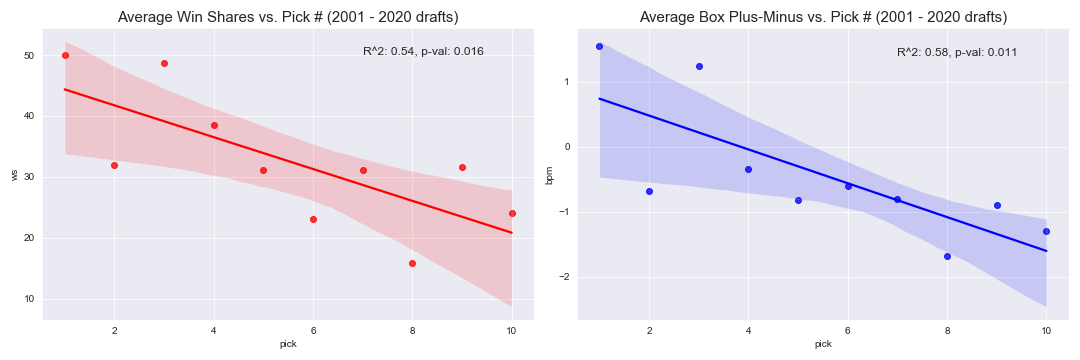 Average Win Shares vs. Pick # (2001 - 2020 drafts)
R^2: 0.54, p-val: 0.016
50
40
30
20
10
ws
2
4
6
8
10
pick
Average Box Plus-Minus vs. Pick # (2001 - 2020 drafts)
R^2: 0.58, p-val: 0.011
1
0
−1
−2
bpm
2
4
6
8
10
pick